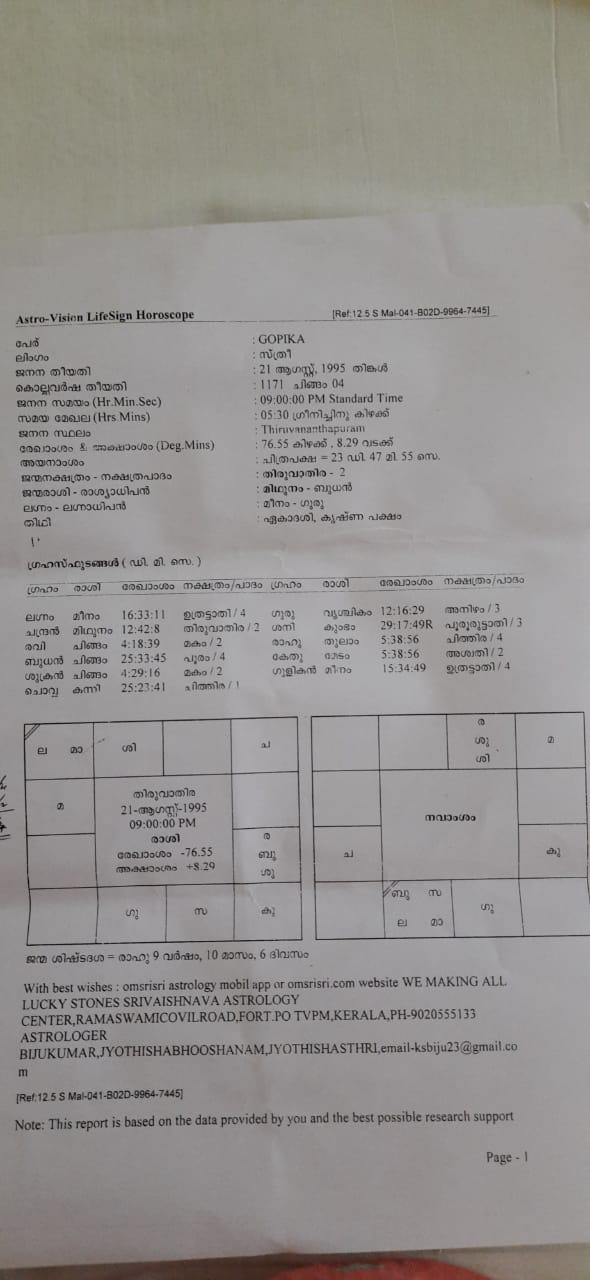 Astro-Vision LifeSign Horoscope [Ref:12.5 S Mal-041-B02D-9964-7445]
പേര് : GOPIKA
ലിംഗം : സ്ത്രീ
ജനന തീയതി : 21 ആഗസ്റ്റ്, 1995 തിങ്കൾ
കൊല്ലവർഷ തീയതി : 1171 ചിങ്ങം 04
ജനന സമയം (Hr.Min.Sec) : 09:00:00 PM Standard Time
സമയ മേഖല (Hrs.Mins) : 05:30 ഗ്രീനിച്ചിനു കിഴക്ക്
ജനന സ്ഥലം : Thiruvananthapuram
രേഖാംശം & അക്ഷാംശം (Deg.Mins) : 76.55 കിഴക്ക് , 8.29 വടക്ക്
അയനാംശം : ചിത്രപക്ഷ = 23 ഡി. 47 മി. 55 സെ.
ജന്മനക്ഷത്രം - നക്ഷത്രപാദം : തിരുവാതിര - 2
ജന്മരാശി - രാശ്യാധിപൻ : മിഥുനം - ബുധൻ
ലഗ്നം - ലഗ്നാധിപൻ : മീനം - ഗുരു
തിഥി : ഏകാദശി, കൃഷ്ണ പക്ഷം
ഗ്രഹസ്ഫുടങ്ങൾ ( ഡി. മി. സെ. )
ഗ്രഹം രാശി രേഖാംശം നക്ഷത്രം/പാദം ഗ്രഹം രാശി രേഖാംശം നക്ഷത്രം/പാദം
ലഗ്നം മീനം 16:33:11 ഉത്രട്ടാതി / 4 ഗുരു വൃശ്ചികം 12:16:29 അനിഴം / 3
ചന്ദ്രൻ മിഥുനം 12:42:8 തിരുവാതിര / 2 ശനി കുംഭം 29:17:49R പൂരുരുട്ടാതി / 3
രവി ചിങ്ങം 4:18:39 മകം / 2 രാഹു തുലാം 5:38:56 ചിത്തിര / 4
ബുധൻ ചിങ്ങം 25:33:45 പൂരം / 4 കേതു മേടം 5:38:56 അശ്വതി / 2
ശുക്രൻ ചിങ്ങം 4:29:16 മകം / 2 ഗുളികൻ മീനം 15:34:49 ഉത്രട്ടാതി / 4
ചൊവ്വ കന്നി 25:23:41 ചിത്തിര / 1
ല മാ ശി ച
മ
തിരുവാതിര
21-ആഗസ്റ്റ്-1995
09:00:00 PM
രാശി
രേഖാംശം -76.55
അക്ഷാംശം +8.29
ര
ബു
ശു
ഗു സ കു
ര
ശു
ശി
മ
നവാംശം
ച കു
ബു സ
ല മാ
ഗു
ജന്മ ശിഷ്ടദശ = രാഹു 9 വർഷം, 10 മാസം, 6 ദിവസം
With best wishes : omsrisri astrology mobil app or omsrisri.com website WE MAKING ALL
LUCKY STONES SRIVAISHNAVA ASTROLOGY
CENTER,RAMASWAMICOVILROAD,FORT.PO TVPM,KERALA,PH-9020555133
ASTROLOGER
BIJUKUMAR,JYOTHISHABHOOSHANAM,JYOTHISHASTHRI,email-ksbiju23@gmail.co
m
[Ref:12.5 S Mal-041-B02D-9964-7445]
Note: This report is based on the data provided by you and the best possible research support
Page - 1